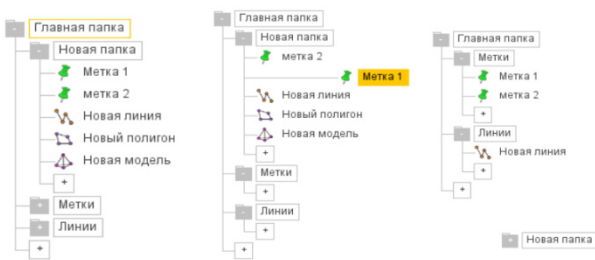 Главная папка
Новая папка
Метка 1
метка 2
Новая линия
Новый полигон
Новая модель
+
Метки
Линии
+
Главная папка
Новая папка
метка 2
Метка 1
Новая линия
Новый полигон
Новая модель
+
Метки
+
Линии
+
+
Главная папка
Метки
Метка 1
метка 2
+
Линии
Новая линия
+
+
Новая папка